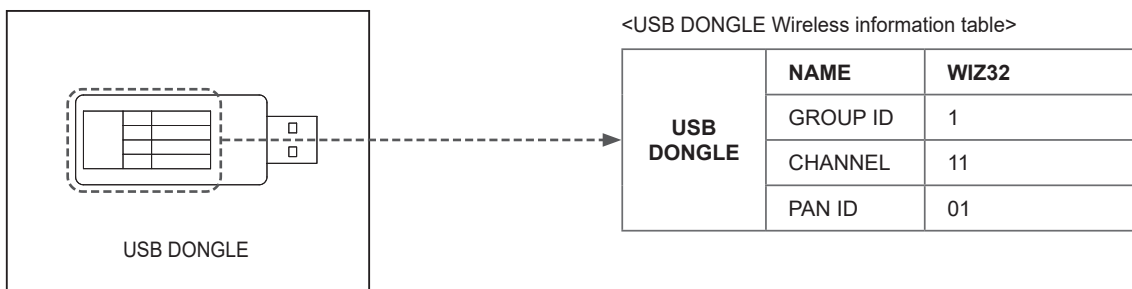 <USB DONGLE Wireless information table>
USB DONGLE
USB
DONGLE
NAME WIZ32
GROUP ID 1
CHANNEL 11
PAN ID 01